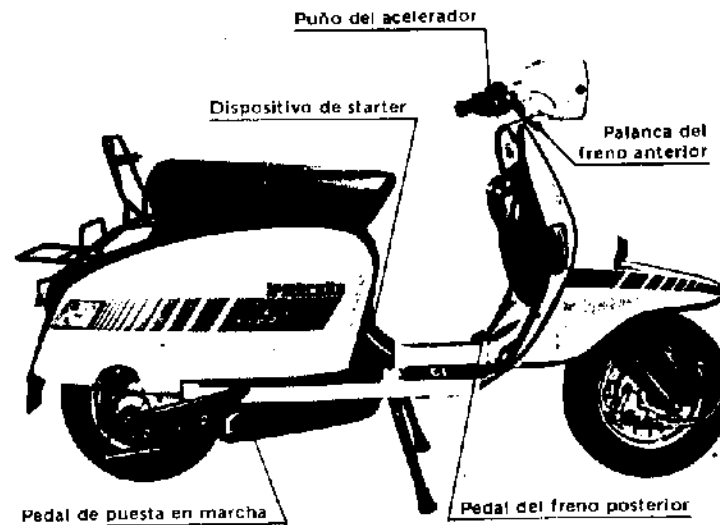 Puño del acelerador
Dispositivo de starter
Palanca del
freno anterior
lambretta
Pedal de puesta en marcha
Pedal del freno posterior